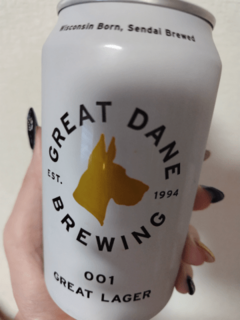 Wisconsin Born, Sendai Brewed
GREAT DANE
EST. 1994
BREWING
001
GREAT LAGER